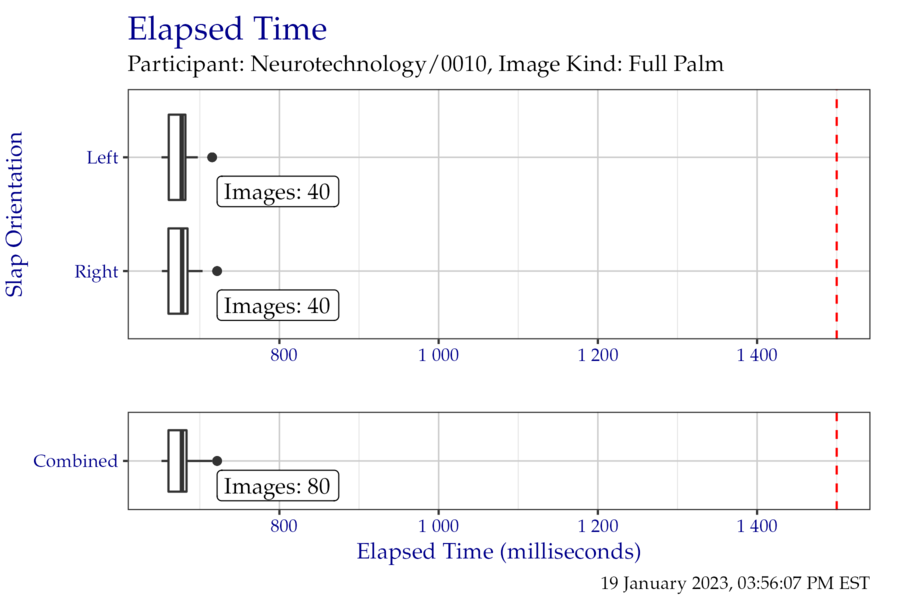 Elapsed Time
Participant: Neurotechnology/0010, Image Kind: Full Palm
Slap Orientation
Left
Images: 40
Right
Images: 40
800 1 000 1 200 1 400
Combined
Images: 80
800 1 000 1 200 1 400
Elapsed Time (milliseconds)
19 January 2023, 03:56:07 PM EST